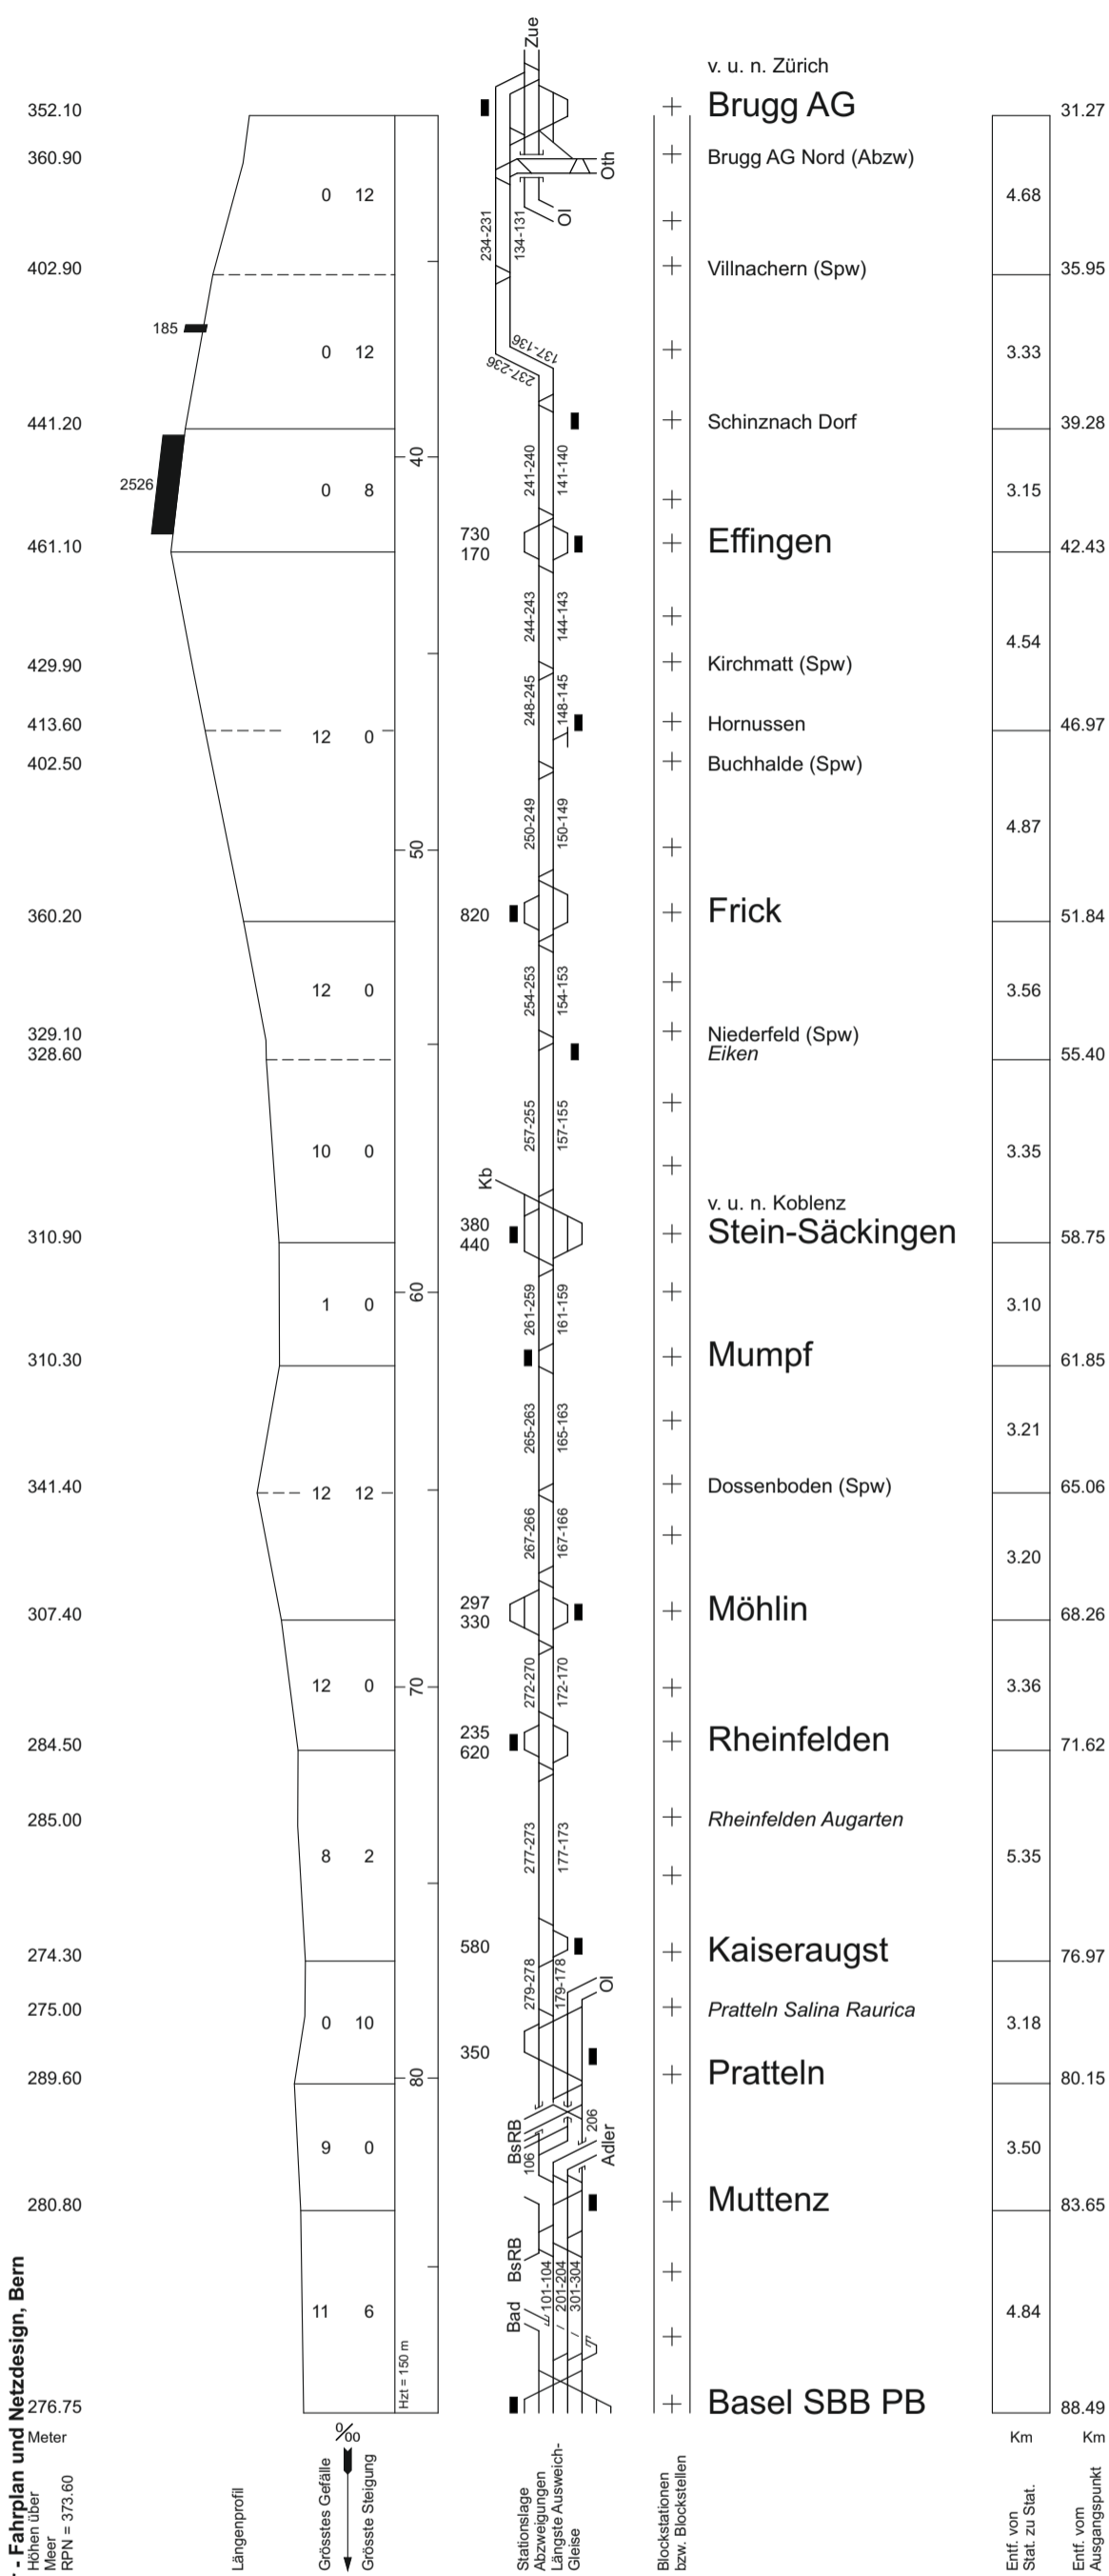 Zue
v. u. n. Zürich
352.10 Brugg AG 31.27
360.90 Brugg AG Nord (Abzw)
Oth
0 12 4.68
Ol
234-231 134-131
402.90 Villnachern (Spw) 35.95
185
0 12 3.33
237-236 137-136
441.20 Schinznach Dorf 39.28
40
241-240 141-140
2526 0 8 3.15
730
461.10 Effingen 42.43
170
244-243 144-143
4.54
429.90 Kirchmatt (Spw)
248-245 148-145
413.60 Hornussen 46.97
12 0
402.50 Buchhalde (Spw)
250-249 150-149
4.87
50
360.20 820 Frick 51.84
254-253 154-153
12 0 3.56
329.10 Niederfeld (Spw)
328.60 Eiken 55.40
257-255 157-155
10 0 3.35
Kb
v. u. n. Koblenz
380
310.90 Stein-Säckingen 58.75
440
60
261-259 161-159
1 0 3.10
310.30 Mumpf 61.85
265-263 165-163
3.21
341.40 Dossenboden (Spw) 65.06
12 12
267-266 167-166
3.20
297
307.40 Möhlin 68.26
330
272-270 172-170
12 0 70 3.36
235
284.50 Rheinfelden 71.62
620
285.00 Rheinfelden Augarten
277-273 177-173
8 2 5.35
274.30 580 Kaiseraugst 76.97
279-278 179-178
Ol
275.00 Pratteln Salina Raurica
0 10 3.18
350
289.60 80 Pratteln 80.15
206
BsRB
106 Adler
9 0 3.50
280.80 Muttenz 83.65
BsRB
101-104 201-204 301-304
Bad
11 6 4.84
Hzt = 150 m
276.75 Basel SBB PB 88.49
Meter ‰ Km Km
- Fahrplan und Netzdesign, Bern
Höhen über
Meer
RPN = 373.60
Längenprofil
Grösstes Gefälle
Grösste Steigung
Stationslage
Abzweigungen
Längste Ausweich-
Gleise
Blockstationen
bzw. Blockstellen
Entf. von
Stat. zu Stat.
Entf. vom
Ausgangspunkt